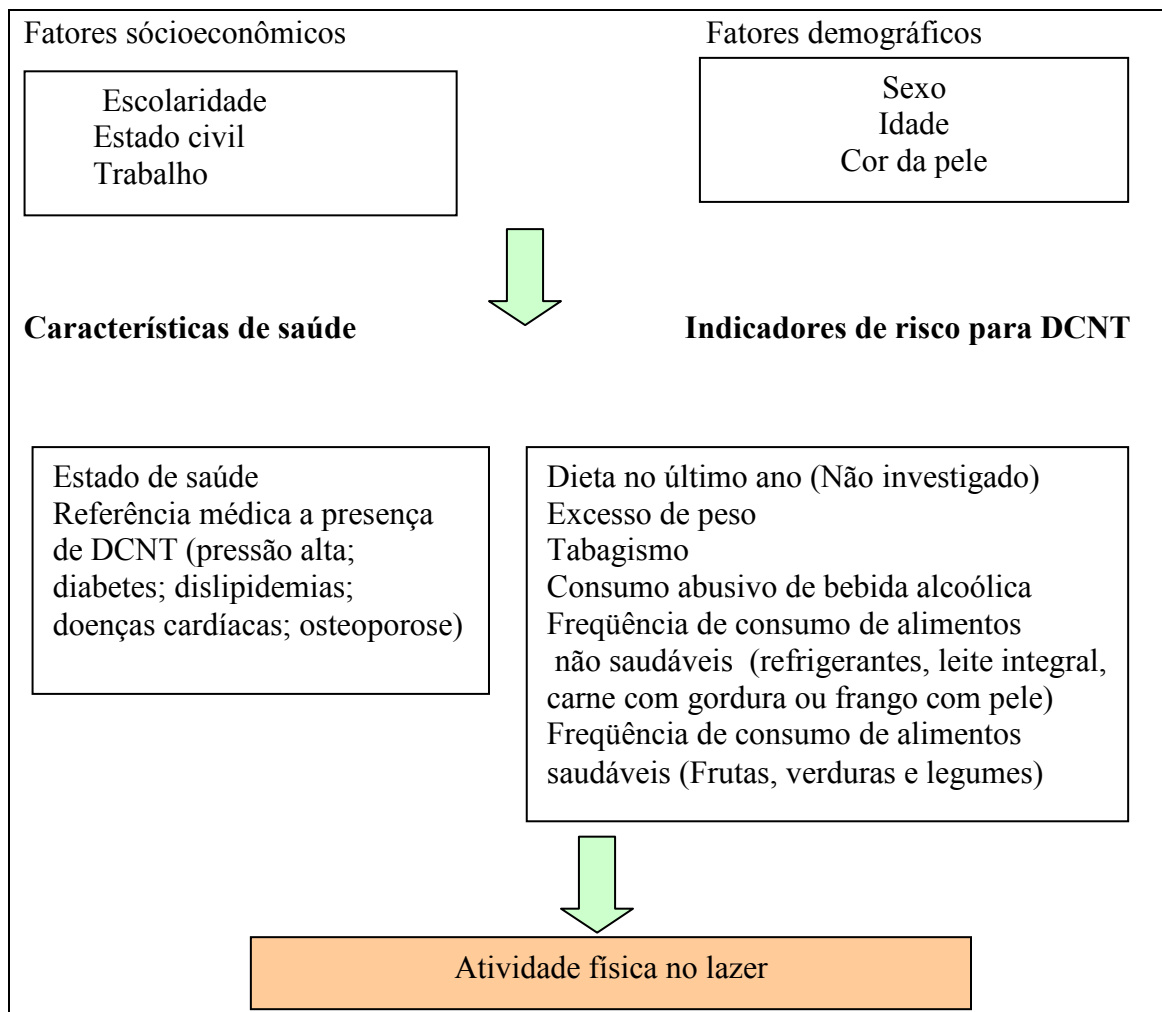 Fatores sócioeconômicos
Escolaridade
Estado civil
Trabalho
Fatores demográficos
Sexo
Idade
Cor da pele
Características de saúde
Indicadores de risco para DCNT
Estado de saúde
Referência médica a presença
de DCNT (pressão alta;
diabetes; dislipidemias;
doenças cardíacas; osteoporose)
Dieta no último ano (Não investigado)
Excesso de peso
Tabagismo
Consumo abusivo de bebida alcoólica
Freqüência de consumo de alimentos
não saudáveis (refrigerantes, leite integral,
carne com gordura ou frango com pele)
Freqüência de consumo de alimentos
saudáveis (Frutas, verduras e legumes)
Atividade física no lazer